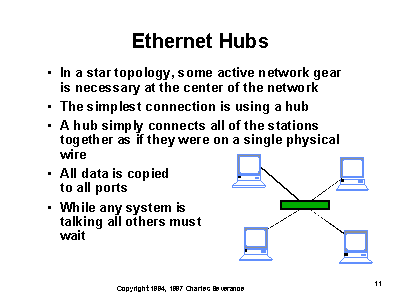 Ethernet Hubs
• In a star topology, some active network gear
is necessary at the center of the network
• The simplest connection is using a hub
• A hub simply connects all of the stations
together as if they were on a single physical
wire
• All data is copied
to all ports
• While any system is
talking all others must
wait
Copyright 1994, 1997 Charles Severance
11